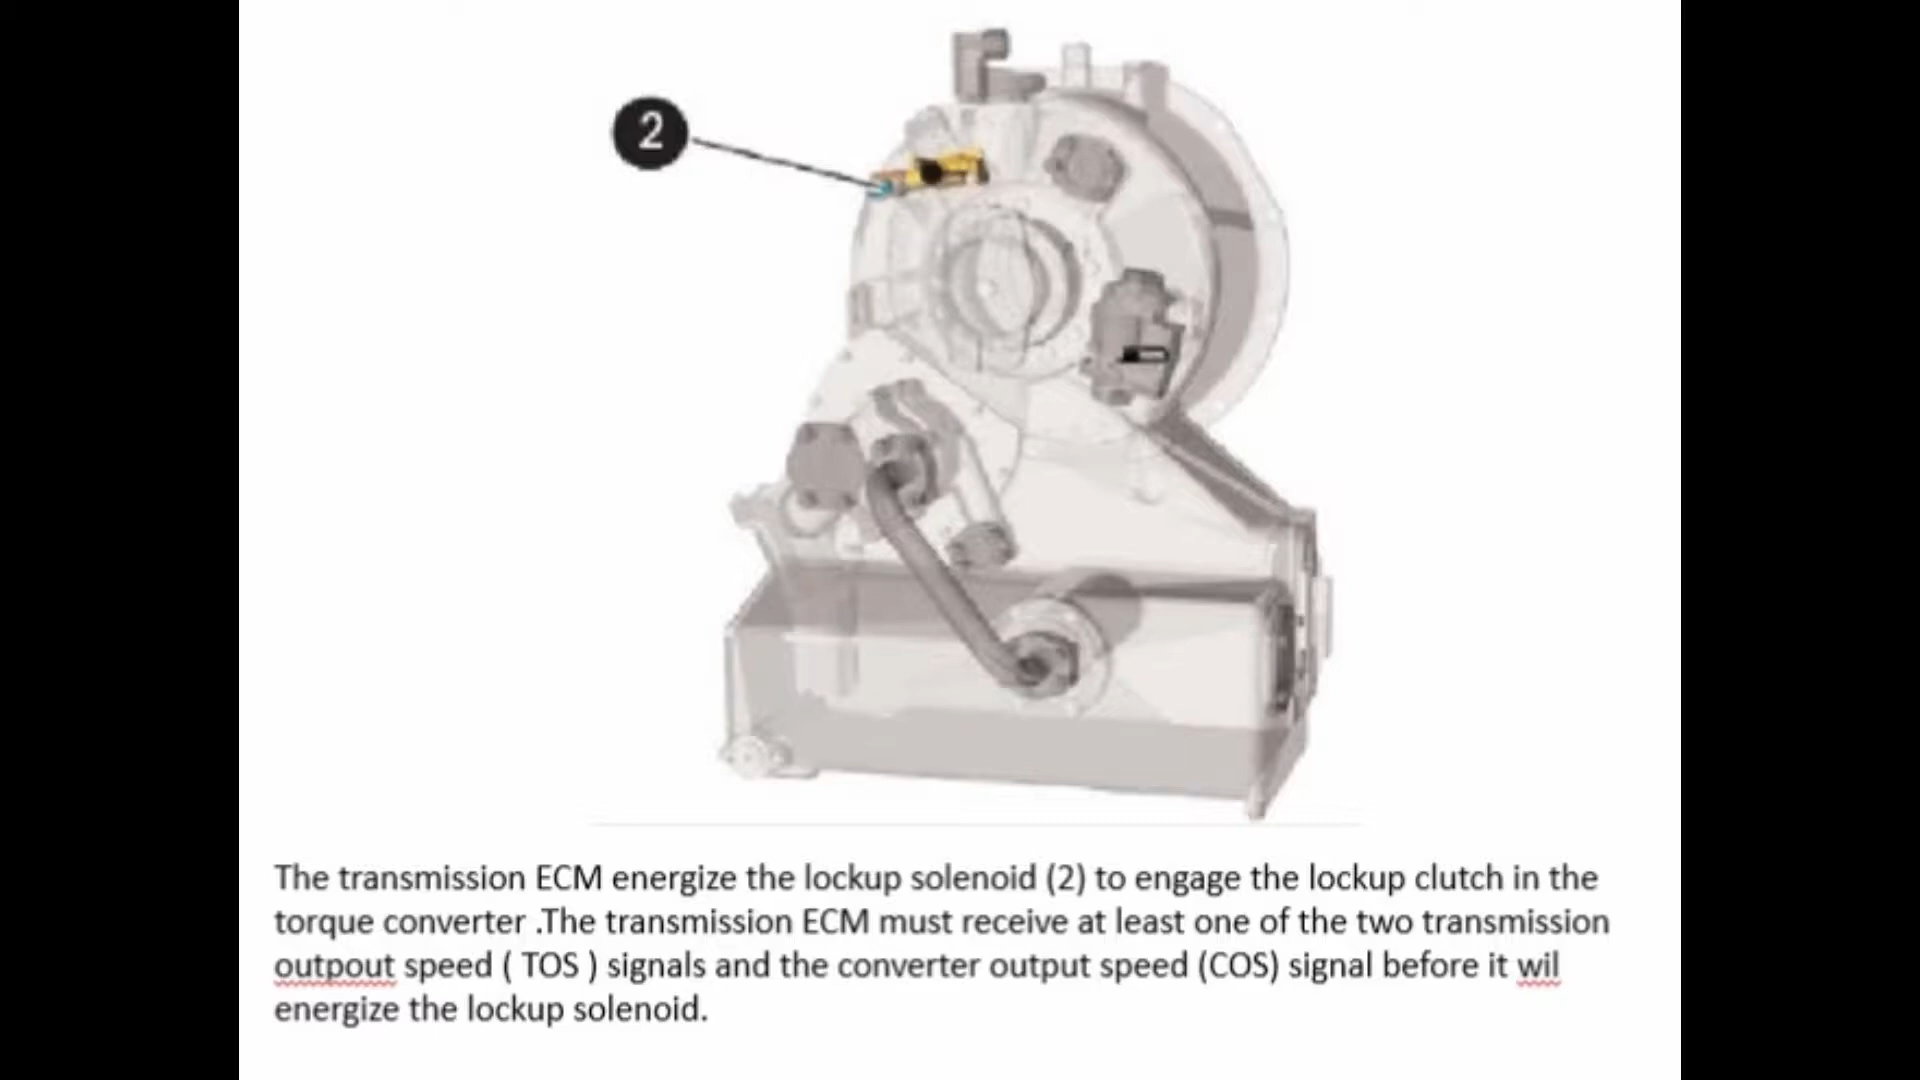 2
The transmission ECM energize the lockup solenoid (2) to engage the lockup clutch in the
torque converter .The transmission ECM must receive at least one of the two transmission
outpout speed ( TOS ) signals and the converter output speed (COS) signal before it wil
energize the lockup solenoid.